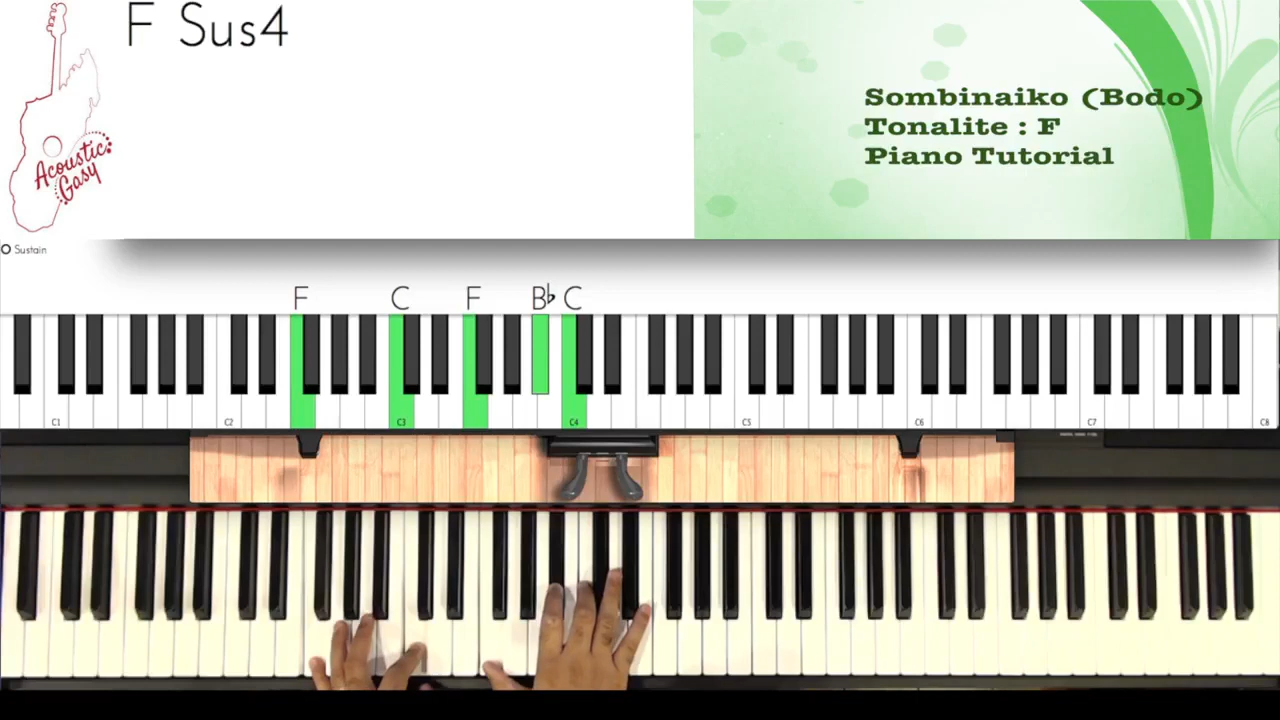 F Sus4
Acoustic
Gasy
Sombinaiko (Bodo)
Tonalite : F
Piano Tutorial
Sustain
F C F B♭ C
C1 C2 C3 C4 C5 C6 C7 C8